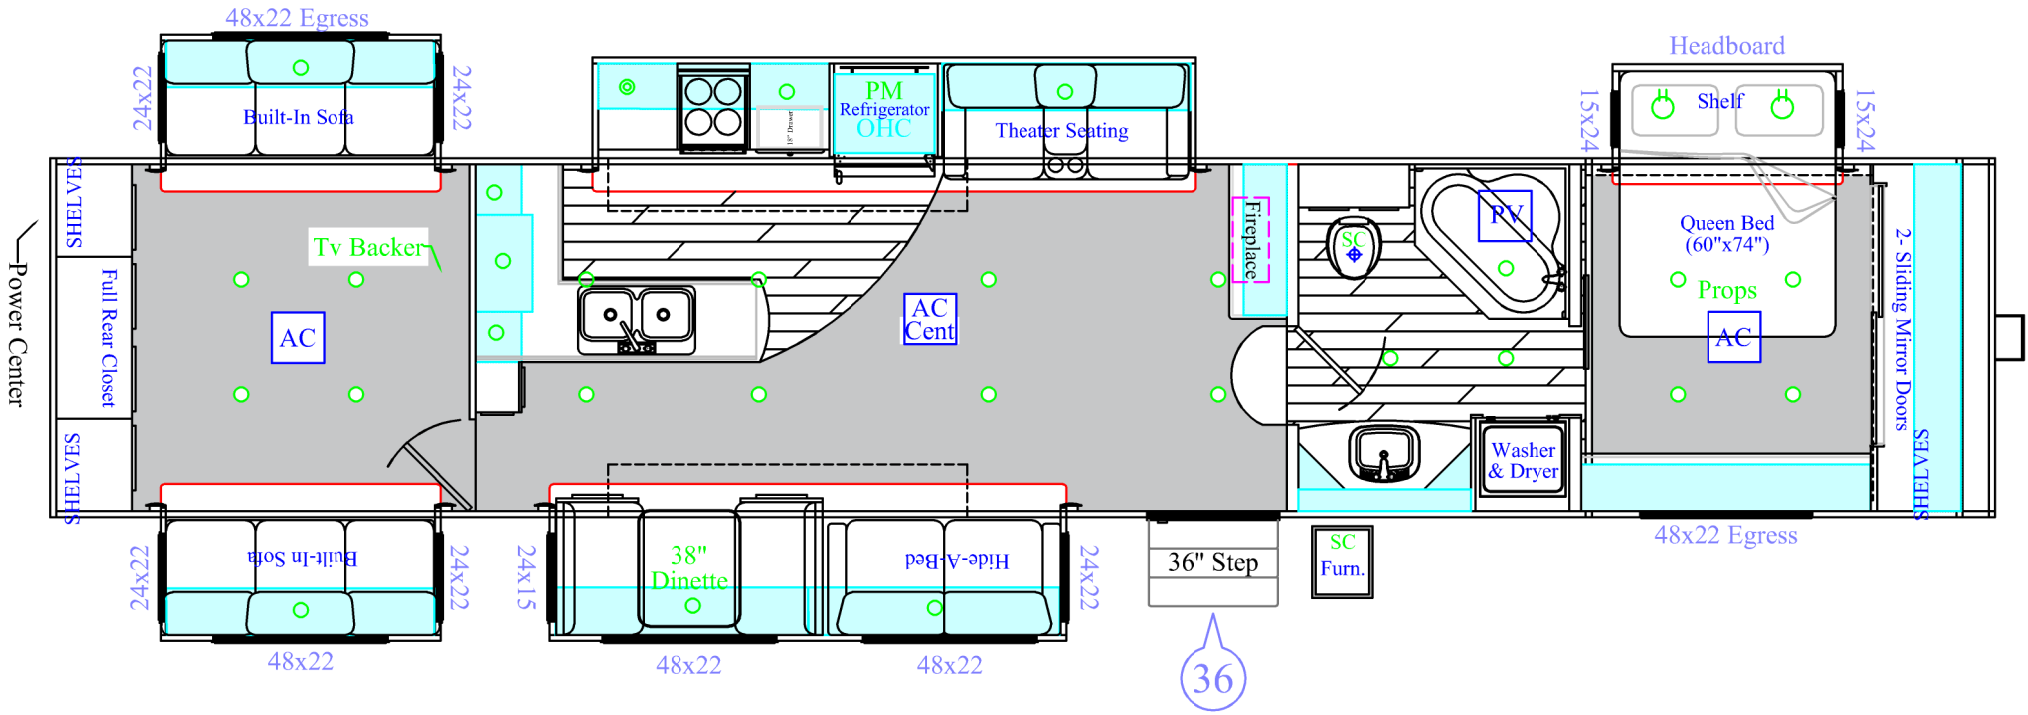 48x22 Egress
Headboard
24x22
24x22
Built-In Sofa
PM
Refrigerator
OHC
18" Drawer
Theater Seating
15x24
Shelf
15x24
SHELVES
Power Center
Full Rear Closet
SHELVES
Tv Backer
AC
AC
Cent
Fireplace
SC
PV
Queen Bed
(60"x74")
Props
AC
2- Sliding Mirror Doors
SHELVES
Washer
& Dryer
24x22
Built-In Sofa
24x22
48x22
24x15
38"
Dinette
Hide-A-Bed
24x22
48x22
48x22
36" Step
36
SC
Furn.
48x22 Egress